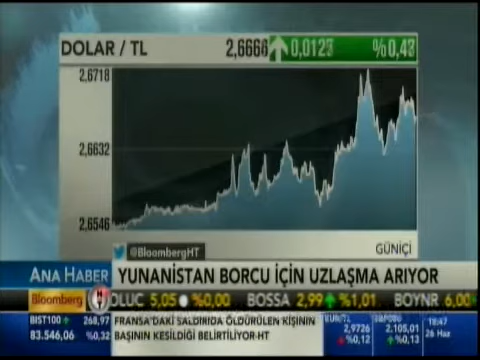 DOLAR / TL 2,6666 0,0123 %0,43
2,6718
2,6632
2,6546
@BloombergHT GÜNİÇİ
ANA HABER YUNANİSTAN BORCU İÇİN UZLAŞMA ARIYOR
Bloomberg HT OLUC 5,05 %0,00 BOSSA 2,99 %1,01 BOYNR 6,00
BIST100 268,97
83.546,06 %0,32
FRANSA'DAKİ SALDIRIDA ÖLDÜRÜLEN KİŞİNİN
BAŞININ KESİLDİĞİ BELİRTİLİYOR-HT
2,9726 2.105,01
%0,12 %0,13
18:47
26 Haz